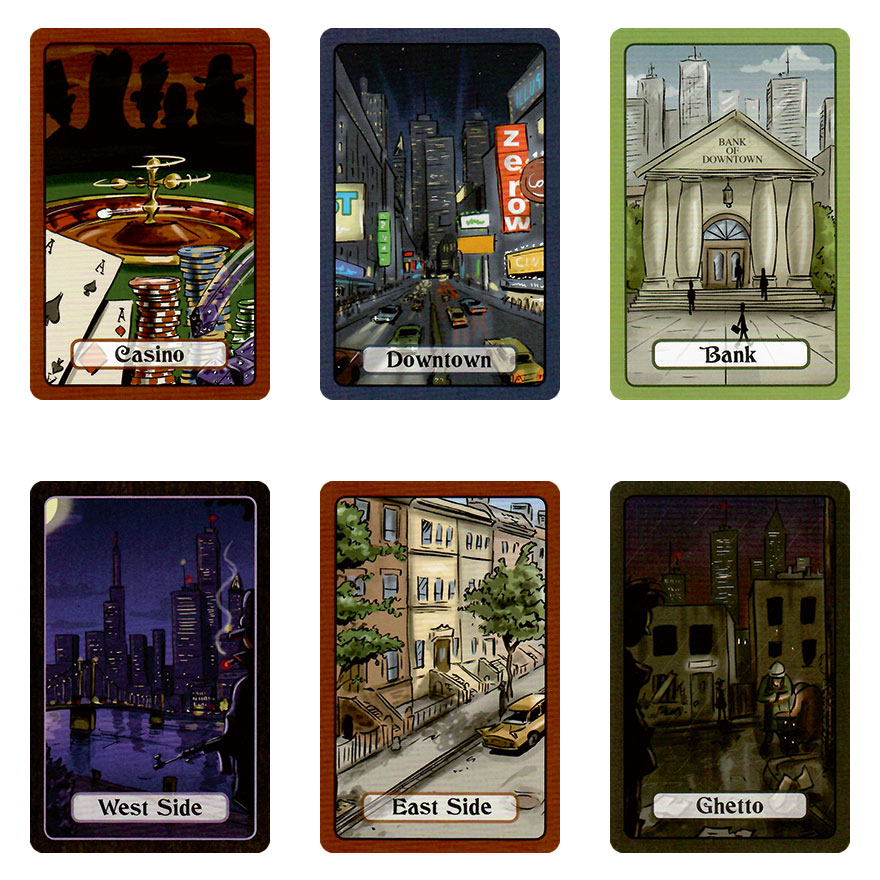 A
A
A
Casino
zerow
Downtown
BANK
OF
DOWNTOWN
Bank
West Side
East Side
Ghetto